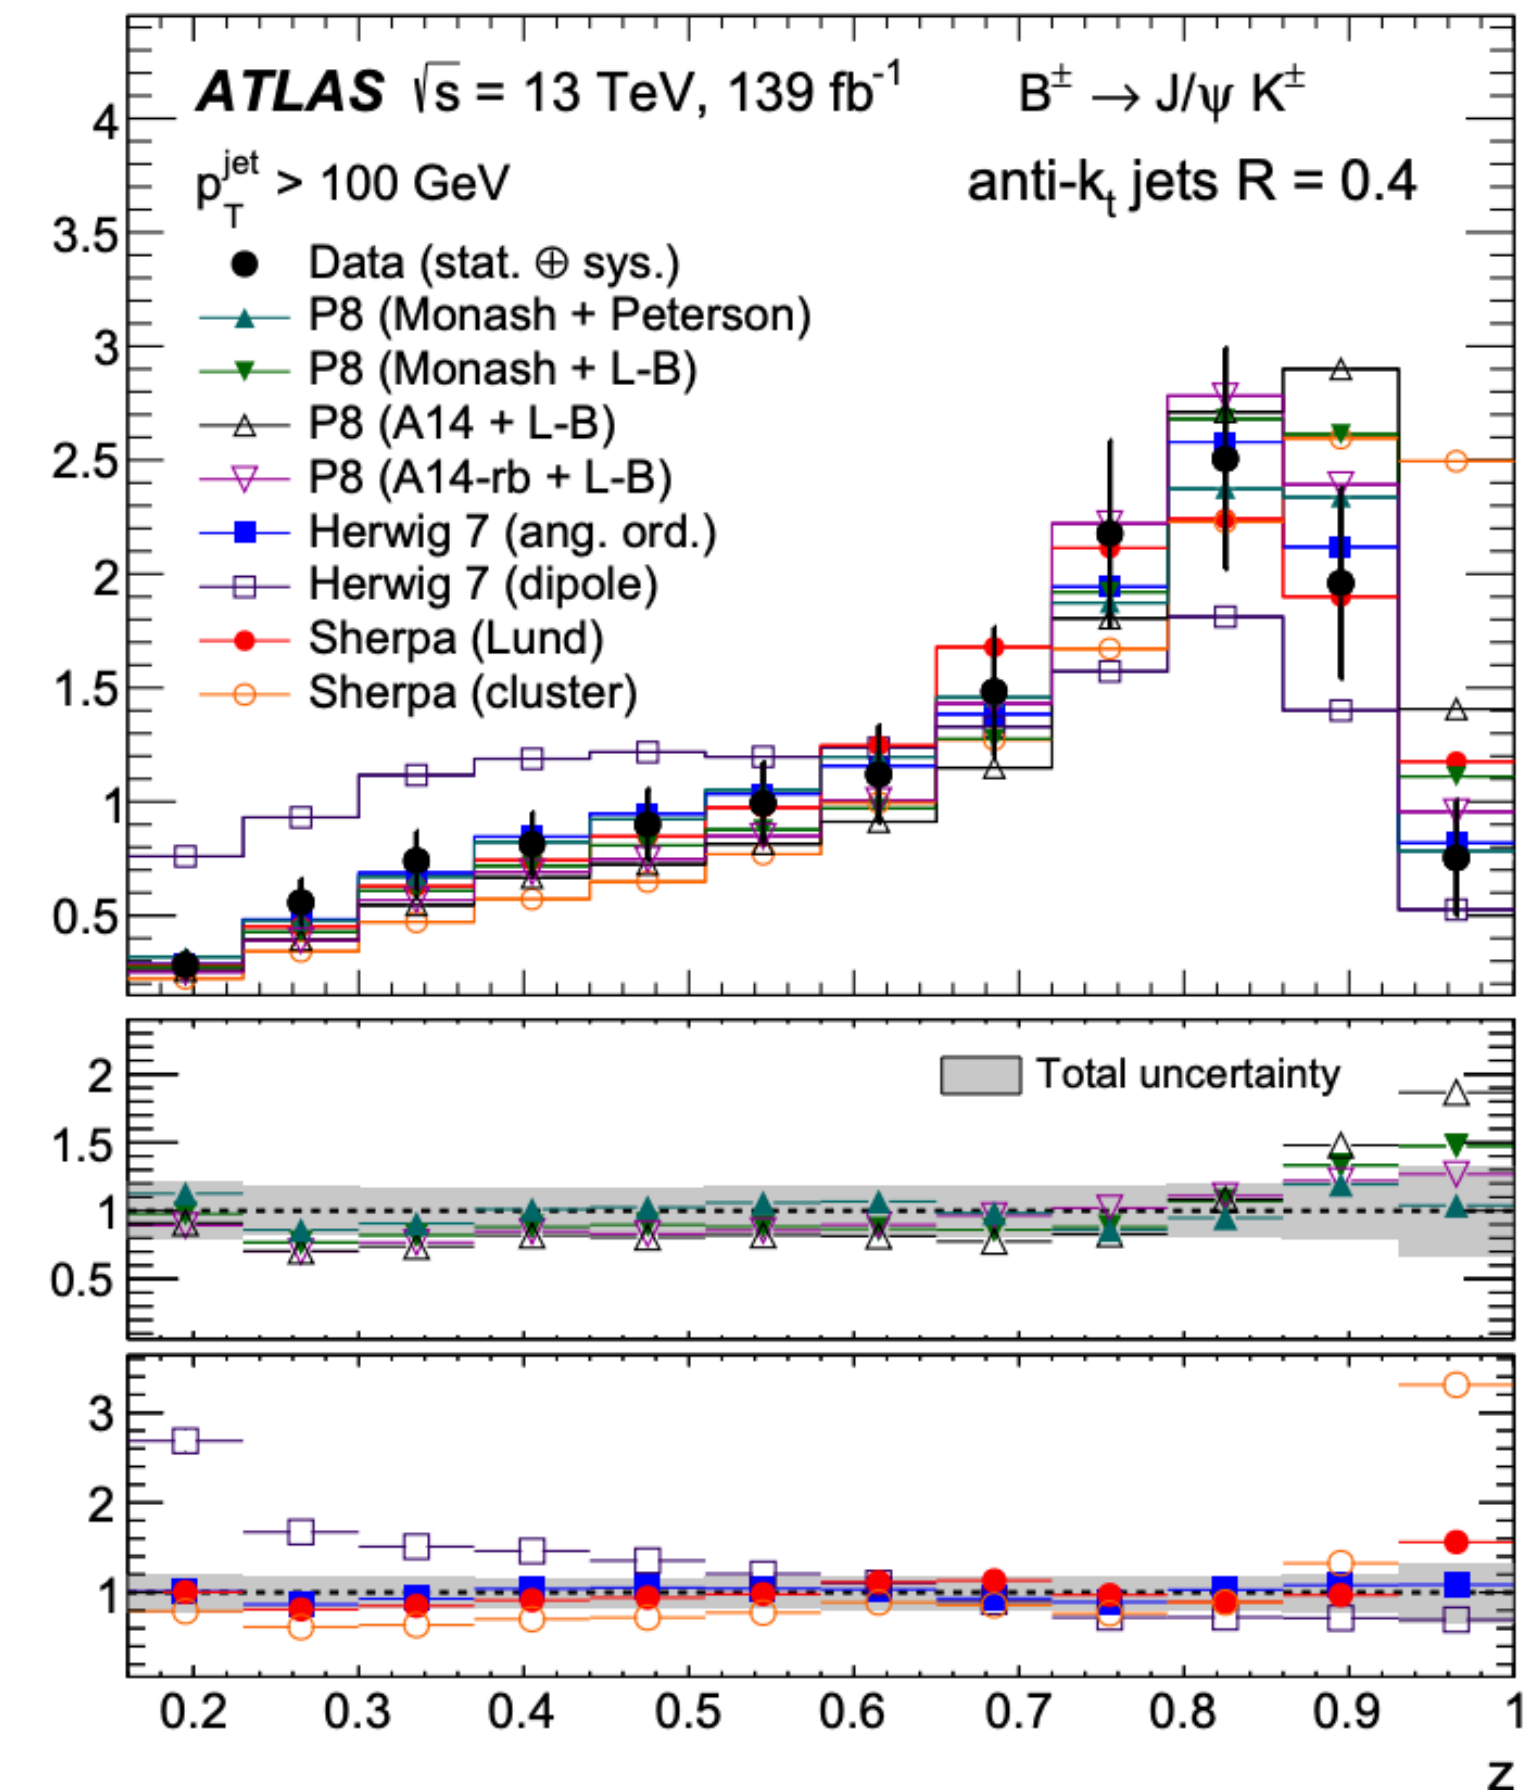 ATLAS √s = 13 TeV, 139 fb⁻¹ B± → J/ψ K±
p_T^jet > 100 GeV anti-k_t jets R = 0.4
Data (stat. ⊕ sys.)
P8 (Monash + Peterson)
P8 (Monash + L-B)
P8 (A14 + L-B)
P8 (A14-rb + L-B)
Herwig 7 (ang. ord.)
Herwig 7 (dipole)
Sherpa (Lund)
Sherpa (cluster)
4
3.5
3
2.5
2
1.5
1
0.5
Total uncertainty
2
1.5
1
0.5
3
2
1
0.2 0.3 0.4 0.5 0.6 0.7 0.8 0.9 1
z